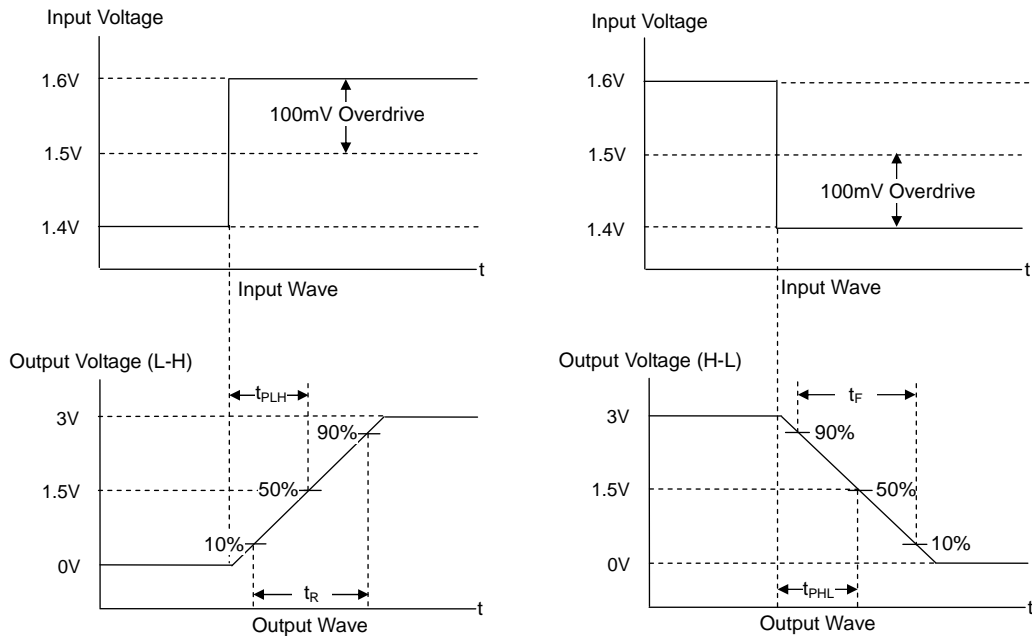 Input Voltage
1.6V
100mV Overdrive
1.5V
1.4V
t
Input Wave
Input Voltage
1.6V
1.5V
100mV Overdrive
1.4V
t
Input Wave
Output Voltage (L-H)
tPLH
3V
90%
1.5V
50%
10%
0V
tR
t
Output Wave
Output Voltage (H-L)
tF
3V
90%
1.5V
50%
10%
0V
tPHL
t
Output Wave